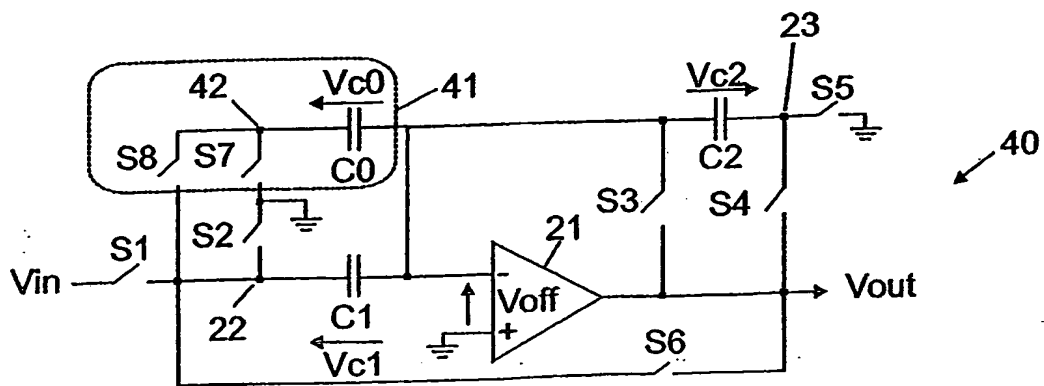 23
42
Vc0
41
Vc2
S5
S8
S7
C0
C2
40
S2
S3
S4
21
S1
Vin
-
Voff
+
Vout
22
C1
Vc1
S6